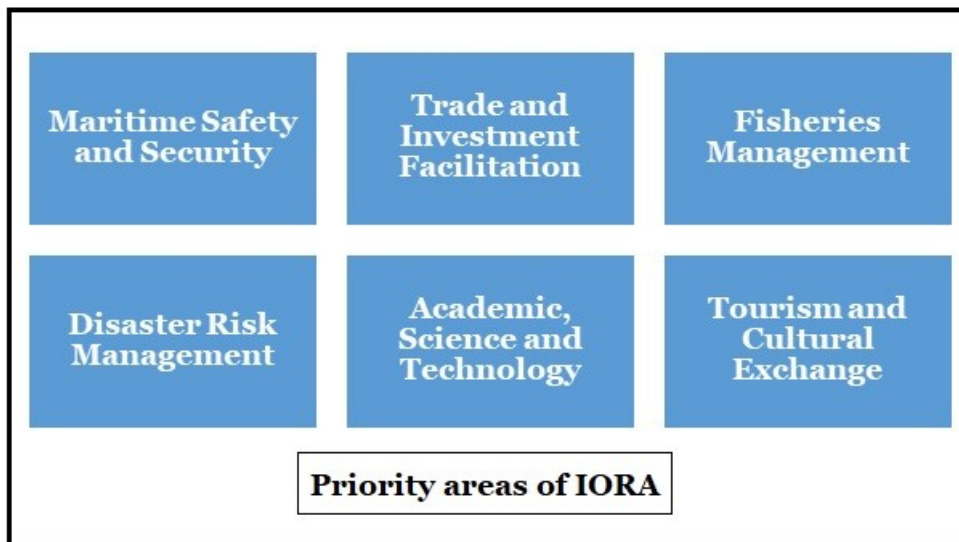 Maritime Safety
and Security
Trade and
Investment
Facilitation
Fisheries
Management
Disaster Risk
Management
Academic,
Science and
Technology
Tourism and
Cultural
Exchange
Priority areas of IORA